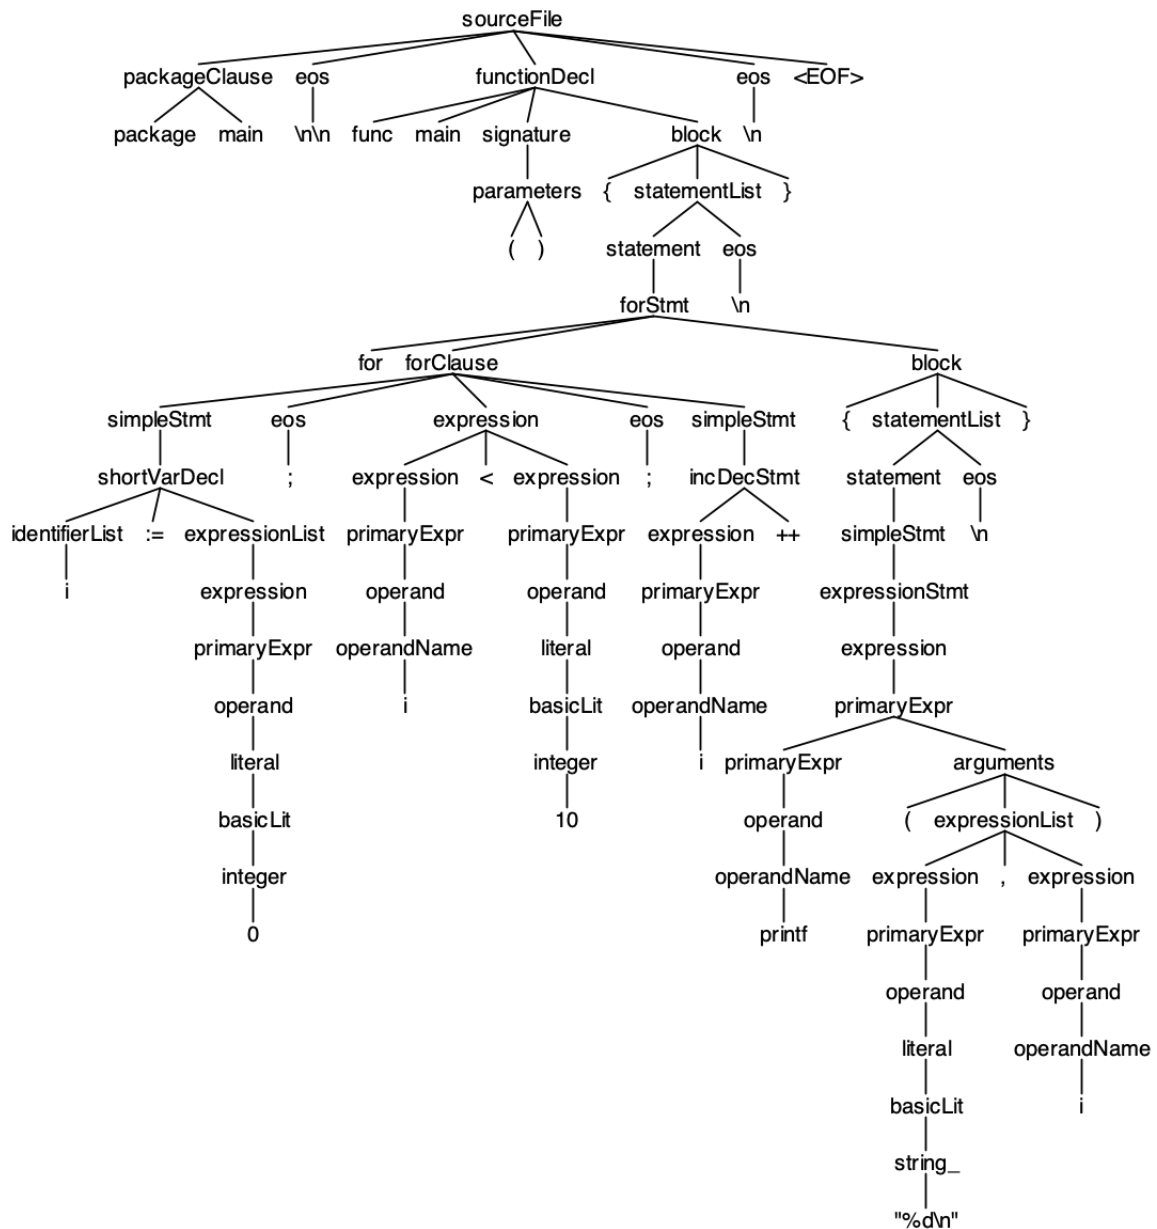 sourceFile
packageClause eos functionDecl eos <EOF>
package main \n\n func main signature block \n
parameters { statementList }
( ) statement eos
forStmt \n
for forClause block
simpleStmt eos expression eos simpleStmt { statementList }
shortVarDecl ; expression < expression ; incDecStmt statement eos
identifierList := expressionList primaryExpr primaryExpr expression ++ simpleStmt \n
i expression operand operand primaryExpr expressionStmt
primaryExpr operandName literal operand expression
operand i basicLit operandName primaryExpr
literal integer i primaryExpr arguments
basicLit 10 operand ( expressionList )
integer operandName expression , expression
0 printf primaryExpr primaryExpr
operand operand
literal operandName
basicLit i
string_
"%d\n"